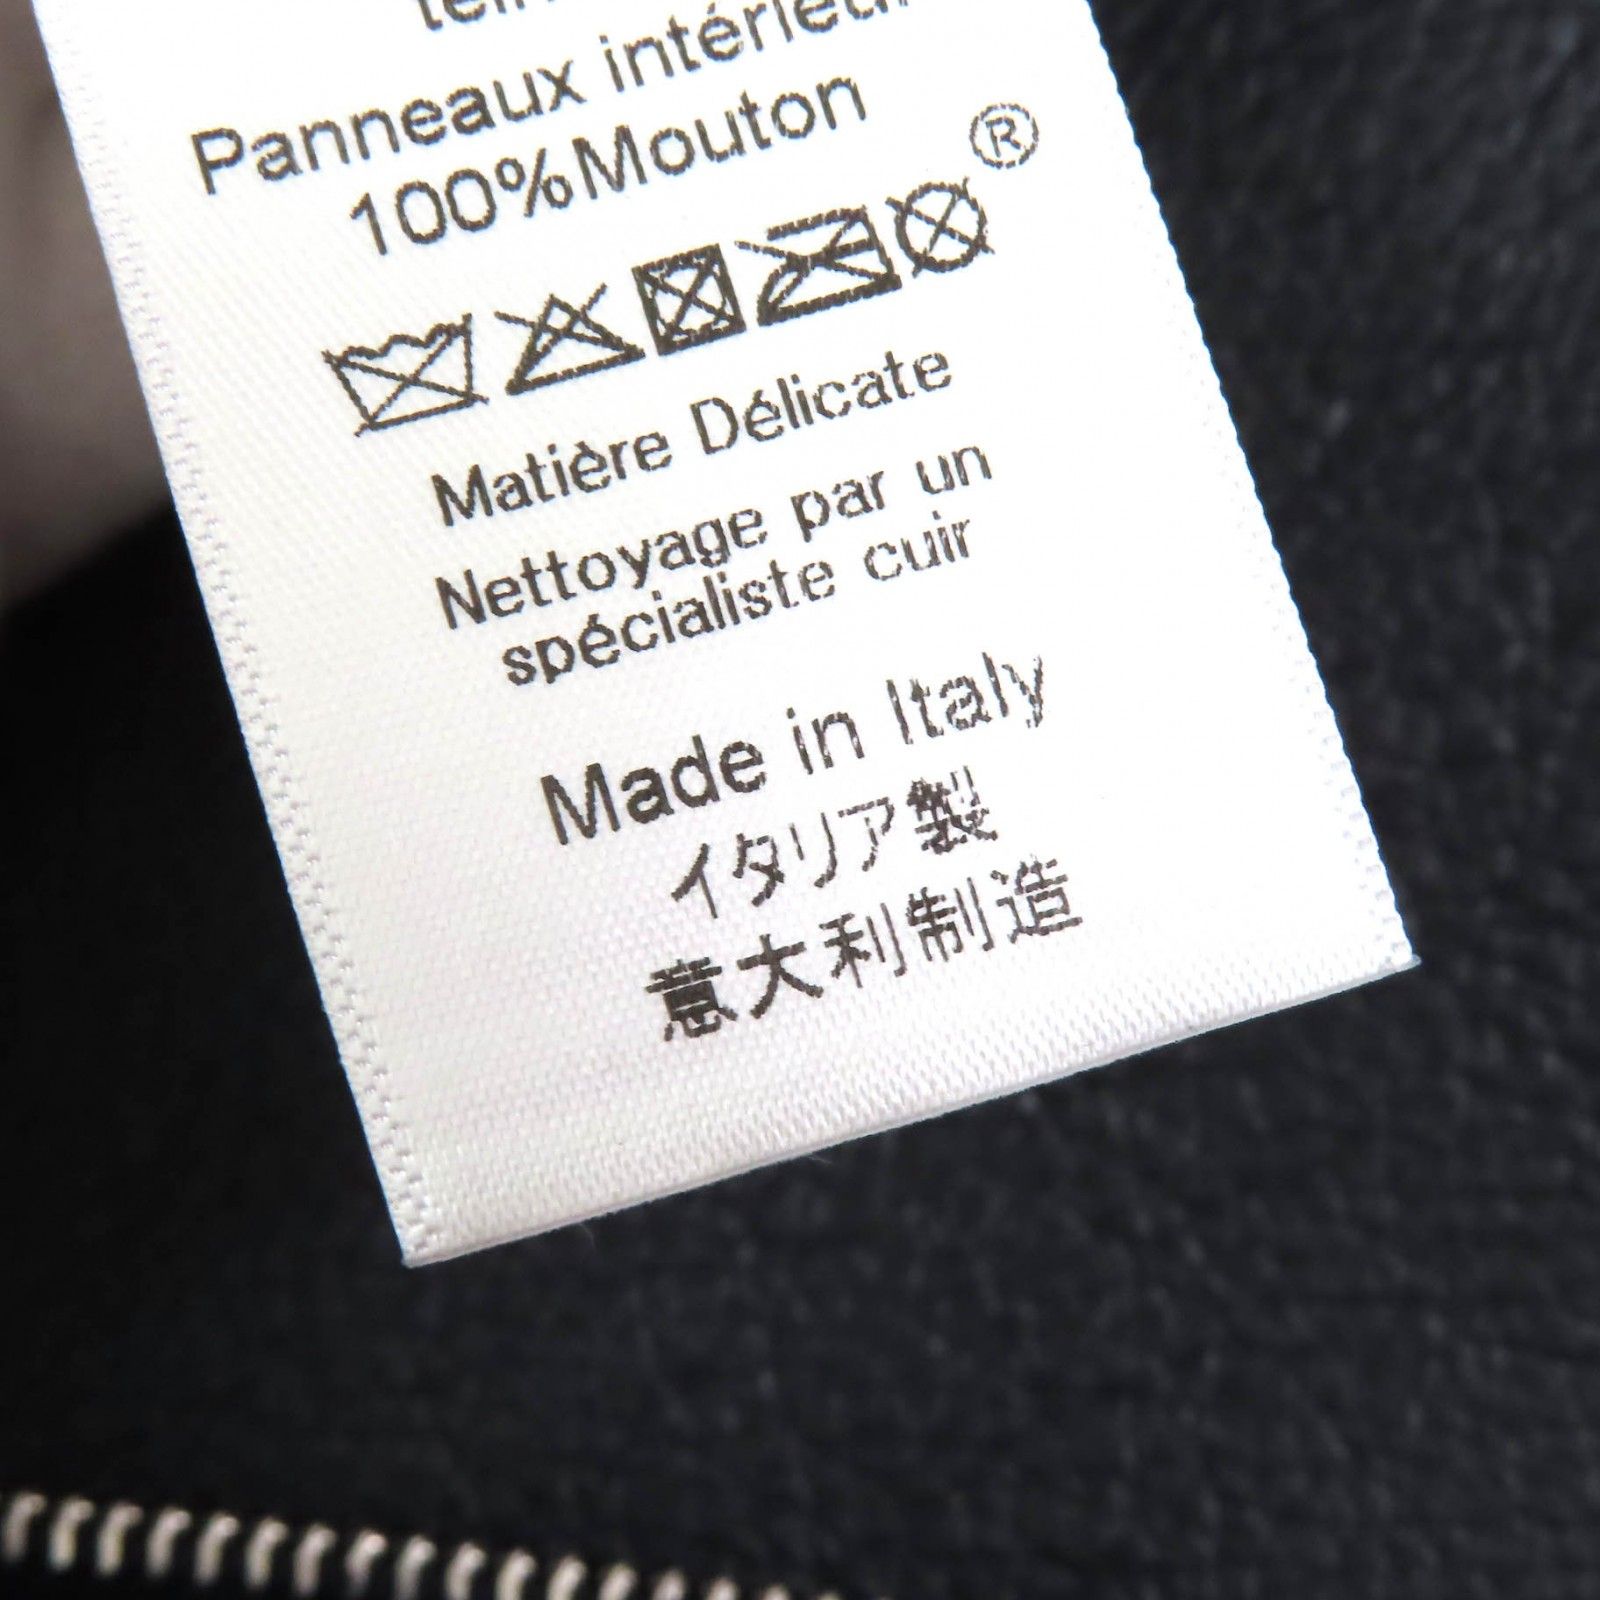 Panneaux intérieur
100%Mouton
®
Matière Délicate
Nettoyage par un
spécialiste cuir
Made in Italy
イタリア製
意大利制造